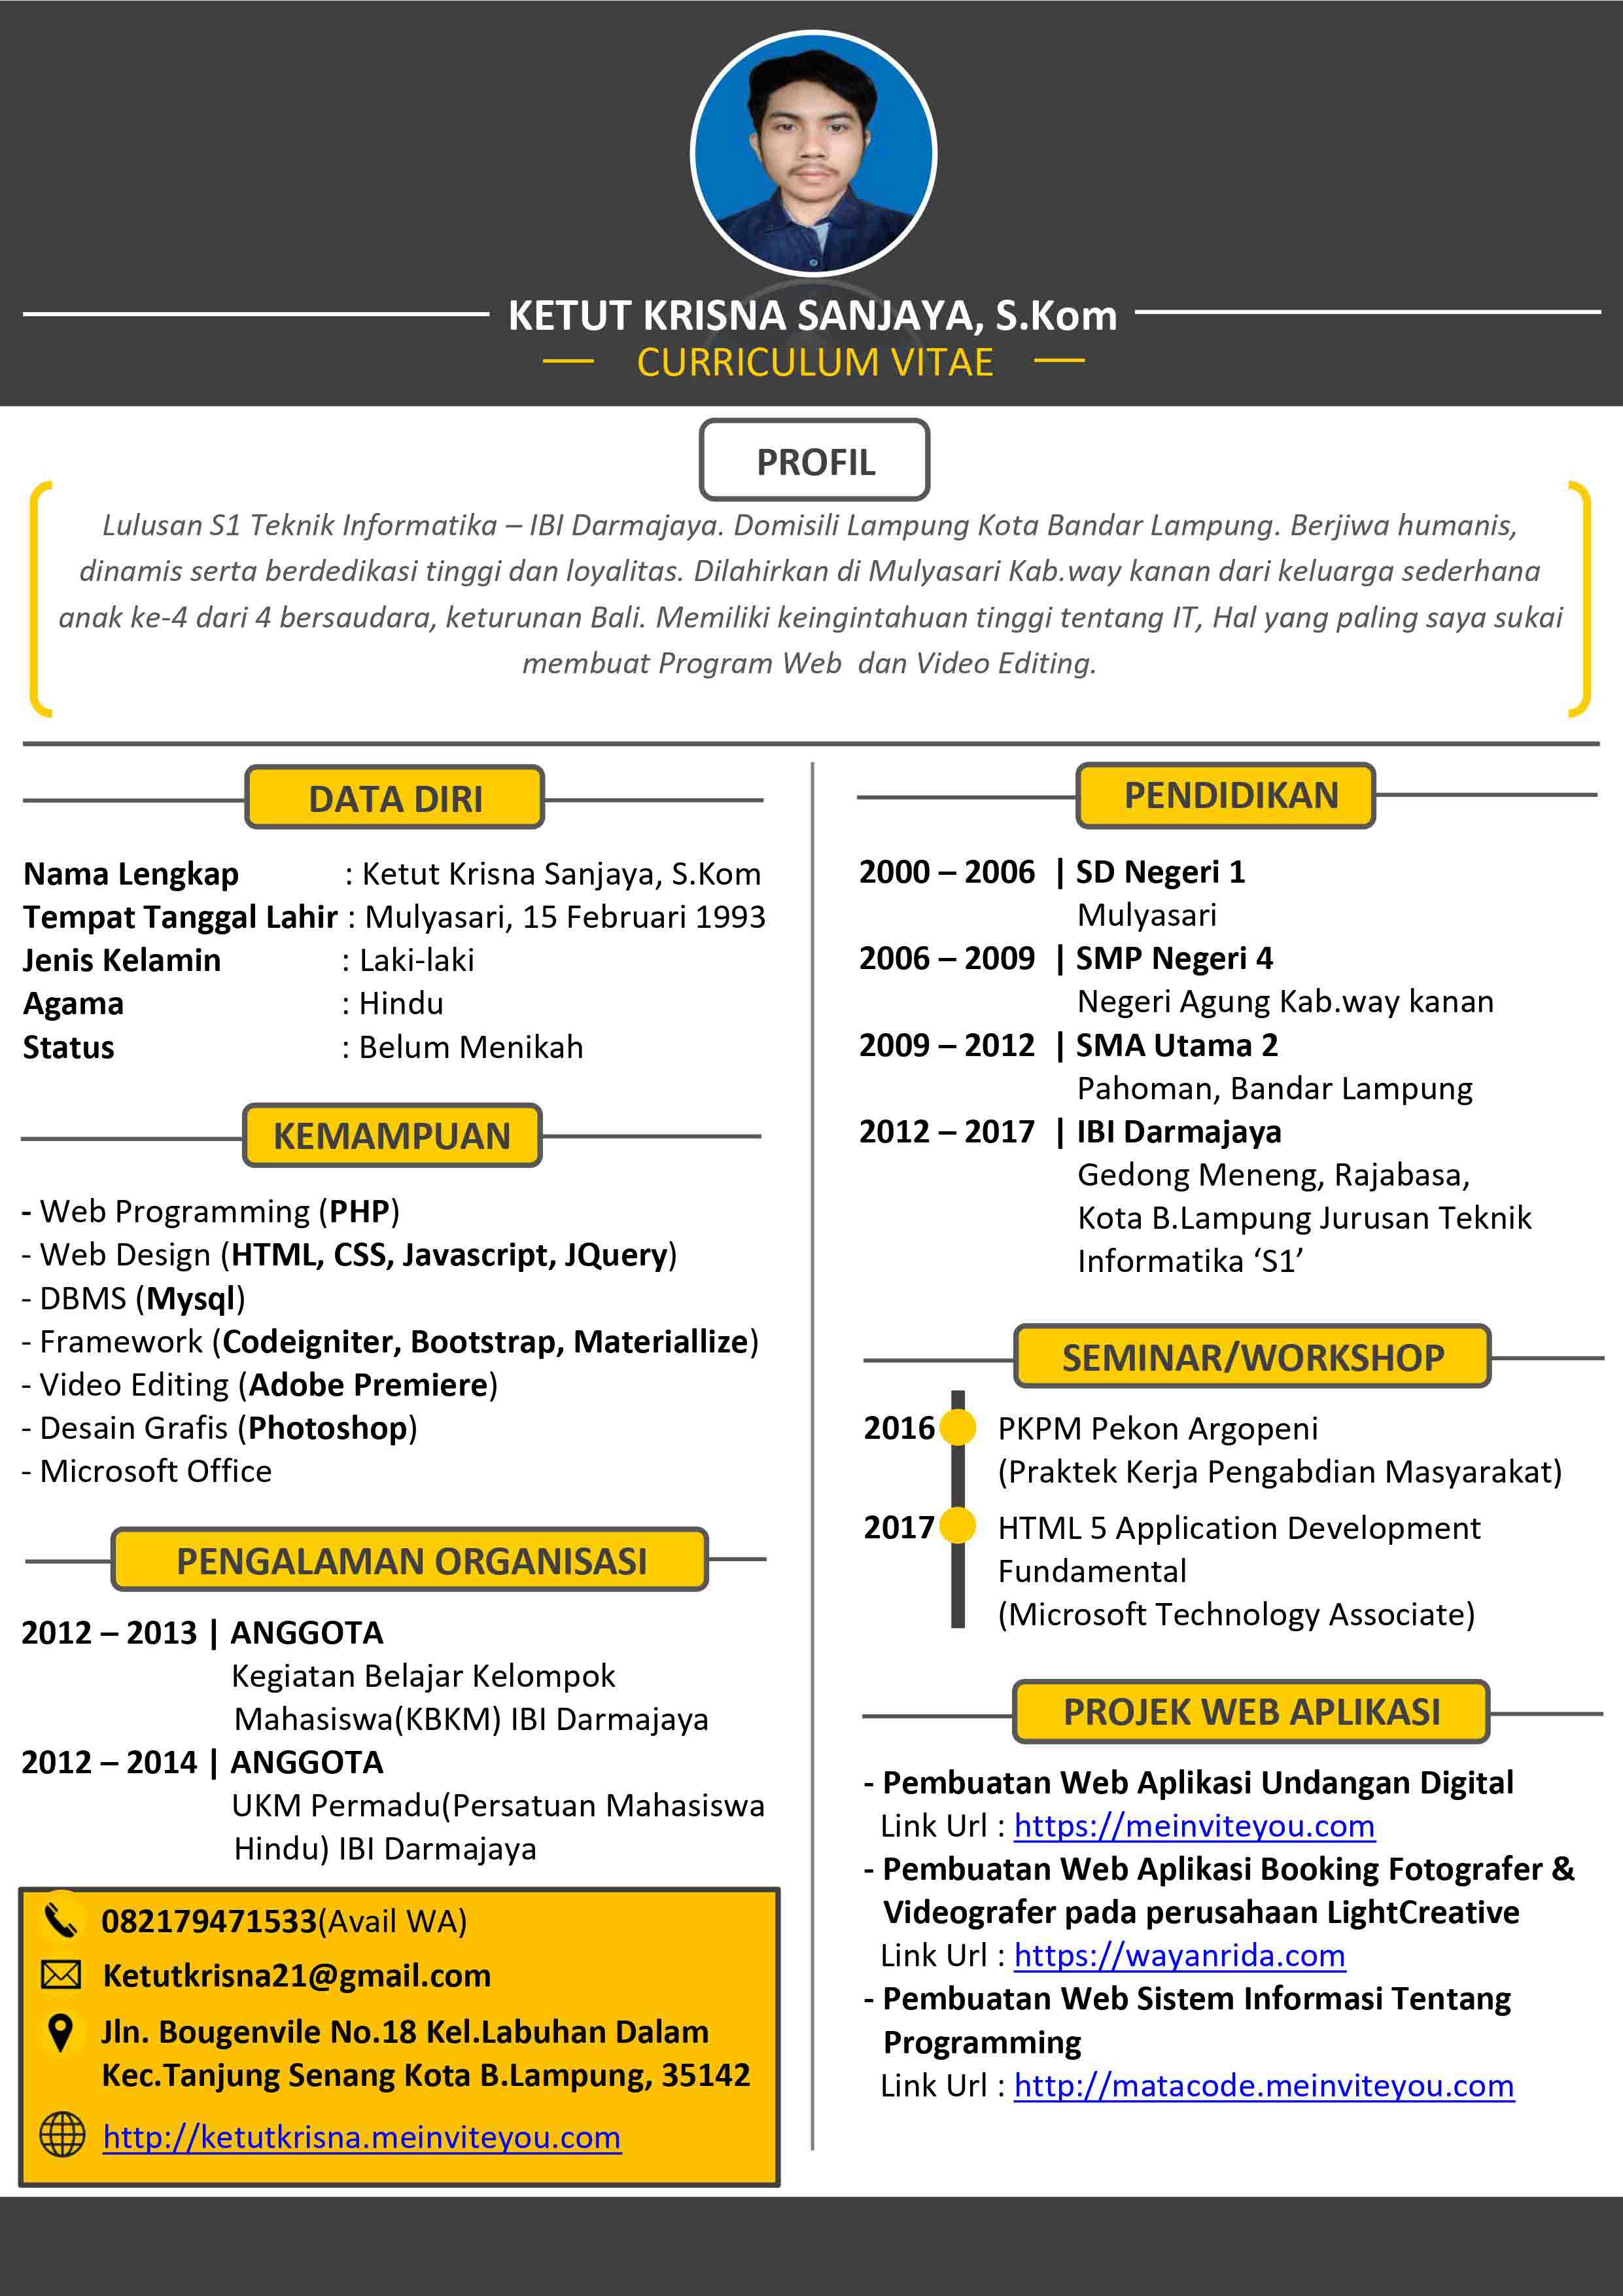 KETUT KRISNA SANJAYA, S.Kom
CURRICULUM VITAE
PROFIL
Lulusan S1 Teknik Informatika – IBI Darmajaya. Domisili Lampung Kota Bandar Lampung. Berjiwa humanis,
dinamis serta berdedikasi tinggi dan loyalitas. Dilahirkan di Mulyasari Kab.way kanan dari keluarga sederhana
anak ke-4 dari 4 bersaudara, keturunan Bali. Memiliki keingintahuan tinggi tentang IT, Hal yang paling saya sukai
membuat Program Web dan Video Editing.
DATA DIRI
Nama Lengkap : Ketut Krisna Sanjaya, S.Kom
Tempat Tanggal Lahir : Mulyasari, 15 Februari 1993
Jenis Kelamin : Laki-laki
Agama : Hindu
Status : Belum Menikah
KEMAMPUAN
- Web Programming (PHP)
- Web Design (HTML, CSS, Javascript, JQuery)
- DBMS (Mysql)
- Framework (Codeigniter, Bootstrap, Materiallize)
- Video Editing (Adobe Premiere)
- Desain Grafis (Photoshop)
- Microsoft Office
PENGALAMAN ORGANISASI
2012 – 2013 | ANGGOTA
Kegiatan Belajar Kelompok
Mahasiswa(KBKM) IBI Darmajaya
2012 – 2014 | ANGGOTA
UKM Permadu(Persatuan Mahasiswa
Hindu) IBI Darmajaya
082179471533(Avail WA)
Ketutkrisna21@gmail.com
Jln. Bougenvile No.18 Kel.Labuhan Dalam
Kec.Tanjung Senang Kota B.Lampung, 35142
http://ketutkrisna.meinviteyou.com
PENDIDIKAN
2000 – 2006 | SD Negeri 1
Mulyasari
2006 – 2009 | SMP Negeri 4
Negeri Agung Kab.way kanan
2009 – 2012 | SMA Utama 2
Pahoman, Bandar Lampung
2012 – 2017 | IBI Darmajaya
Gedong Meneng, Rajabasa,
Kota B.Lampung Jurusan Teknik
Informatika ‘S1’
SEMINAR/WORKSHOP
2016 PKPM Pekon Argopeni
(Praktek Kerja Pengabdian Masyarakat)
2017 HTML 5 Application Development
Fundamental
(Microsoft Technology Associate)
PROJEK WEB APLIKASI
- Pembuatan Web Aplikasi Undangan Digital
Link Url : https://meinviteyou.com
- Pembuatan Web Aplikasi Booking Fotografer &
Videografer pada perusahaan LightCreative
Link Url : https://wayanrida.com
- Pembuatan Web Sistem Informasi Tentang
Programming
Link Url : http://matacode.meinviteyou.com